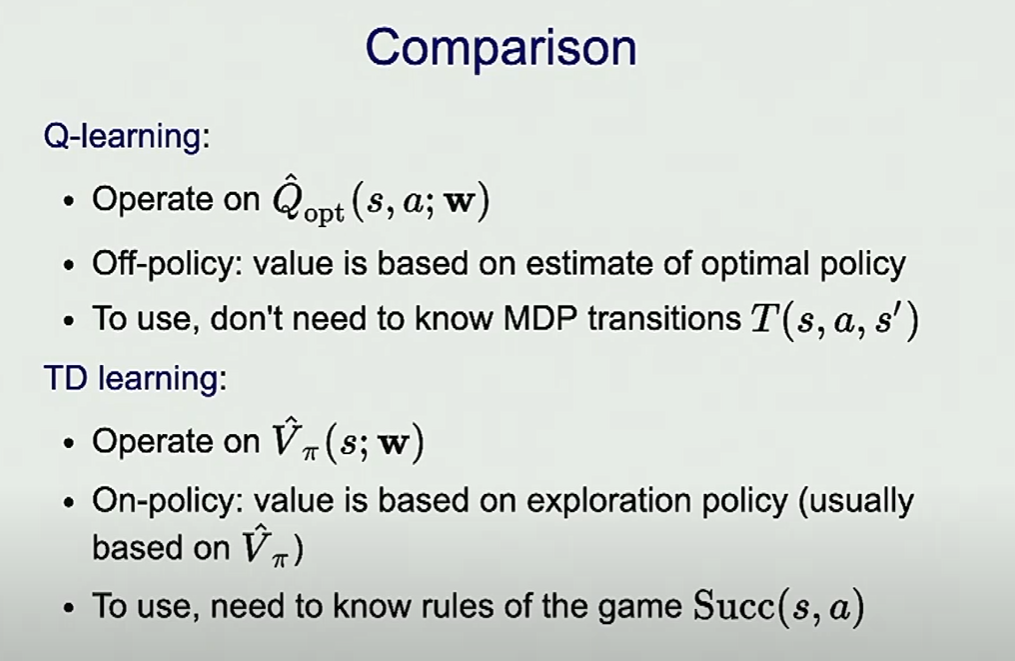 Comparison
Q-learning:
• Operate on $\hat{Q}_{\text{opt}}(s, a; \mathbf{w})$
• Off-policy: value is based on estimate of optimal policy
• To use, don't need to know MDP transitions $T(s, a, s')$
TD learning:
• Operate on $\hat{V}_{\pi}(s; \mathbf{w})$
• On-policy: value is based on exploration policy (usually
based on $\hat{V}_{\pi}$)
• To use, need to know rules of the game $\text{Succ}(s, a)$